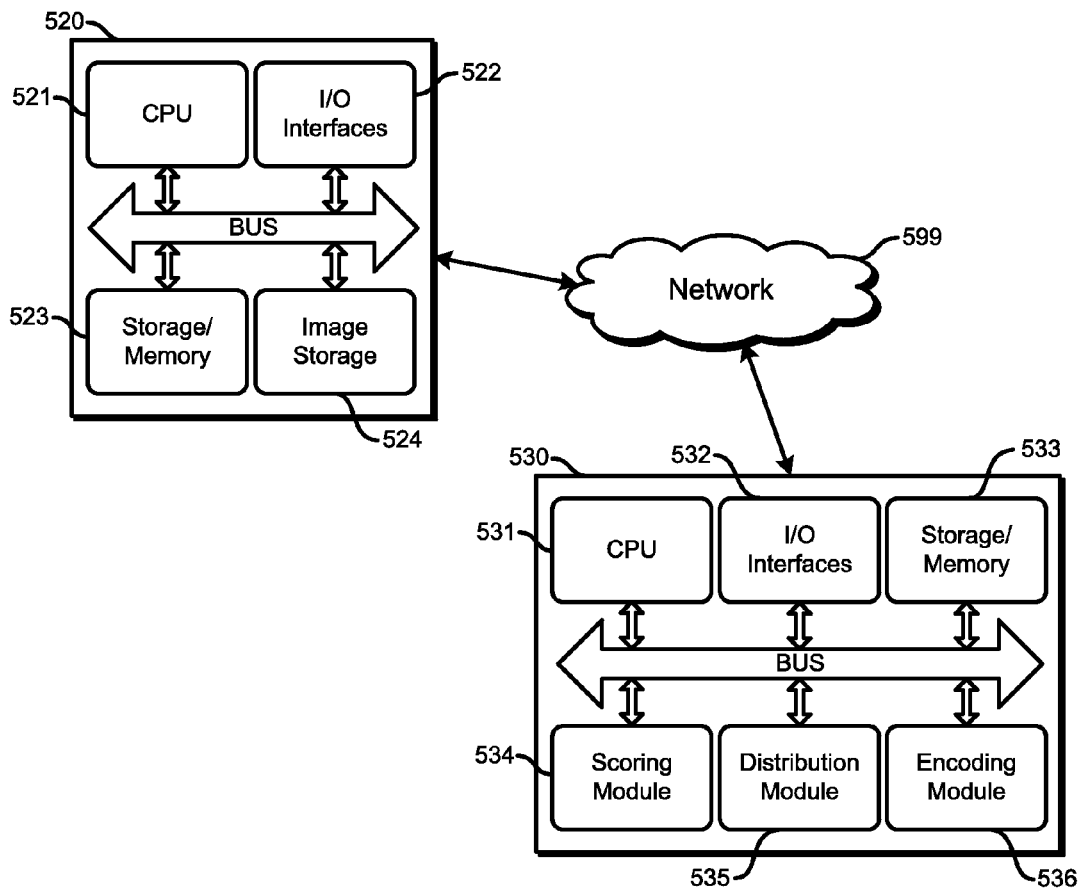 520
521
CPU
I/O
Interfaces
522
BUS
523
Storage/
Memory
Image
Storage
524
599
Network
530
532
533
531
CPU
I/O
Interfaces
Storage/
Memory
BUS
534
Scoring
Module
Distribution
Module
Encoding
Module
535
536